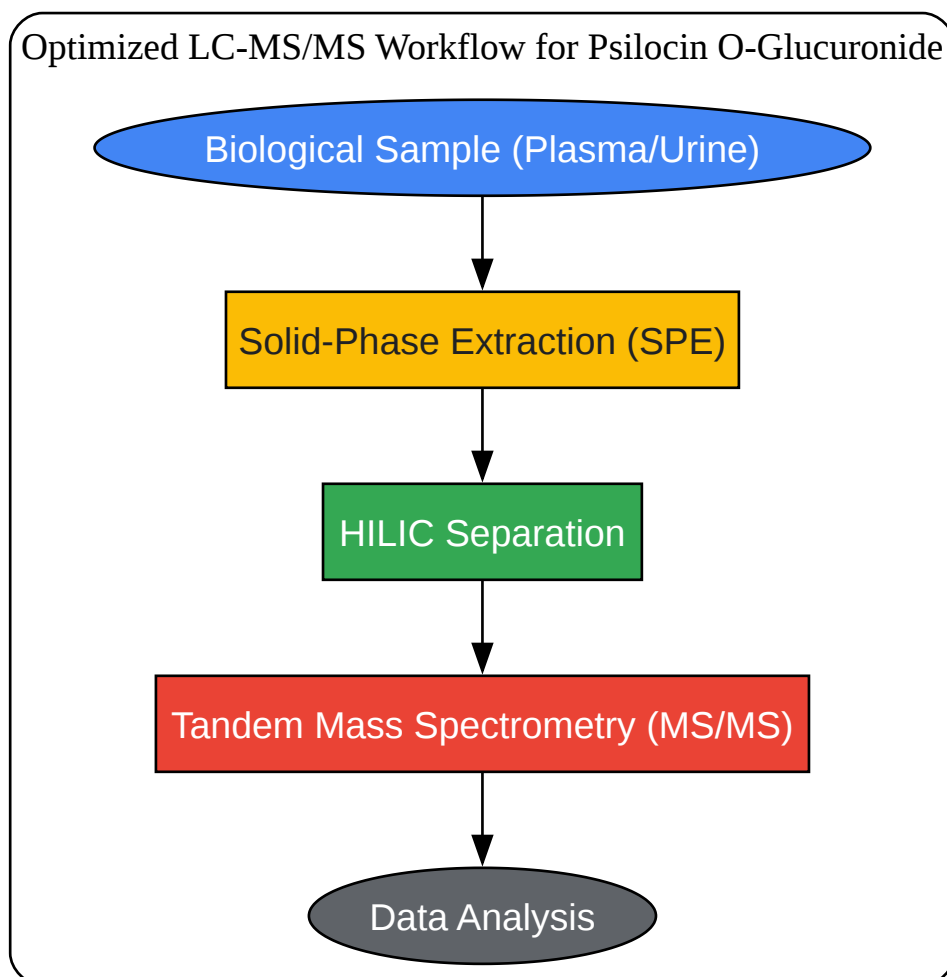 Optimized LC-MS/MS Workflow for Psilocin O-Glucuronide
Biological Sample (Plasma/Urine)
Solid-Phase Extraction (SPE)
HILIC Separation
Tandem Mass Spectrometry (MS/MS)
Data Analysis